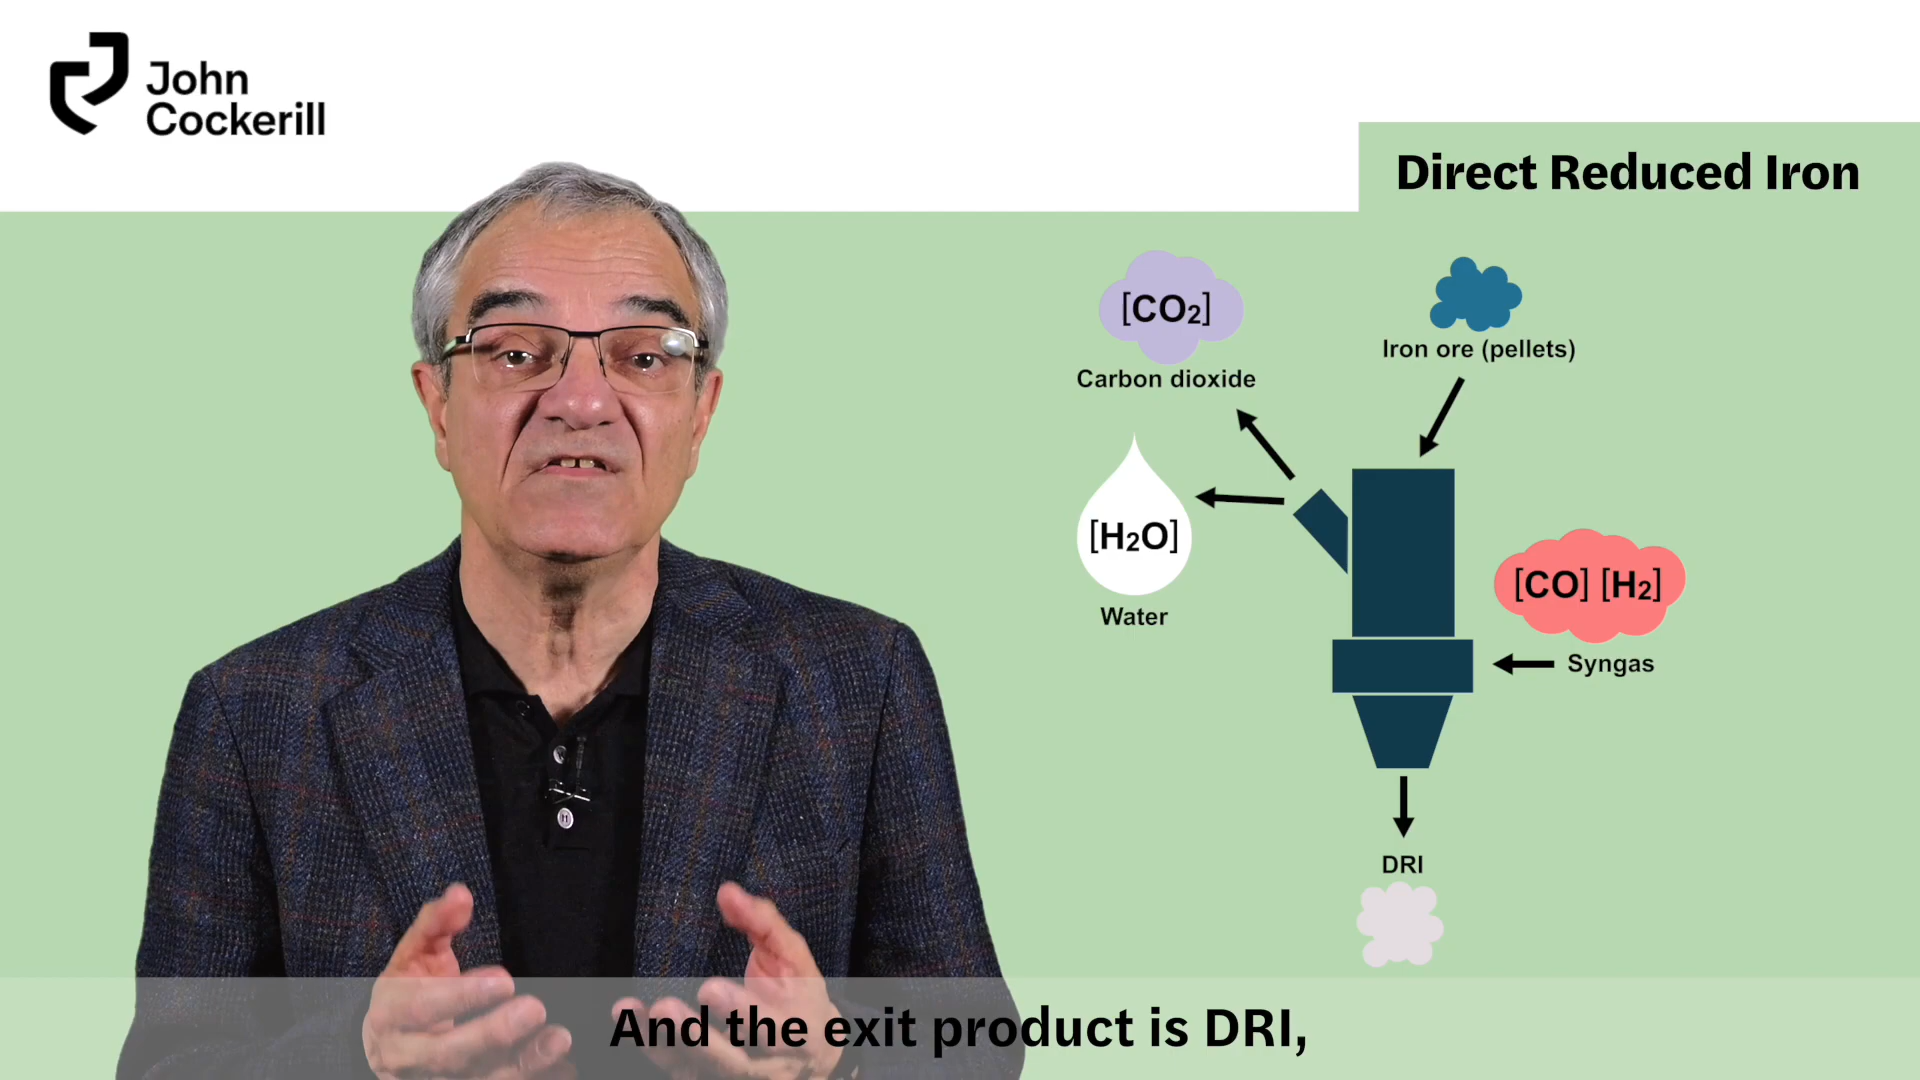 John
Cockerill
Direct Reduced Iron
[CO2]
Carbon dioxide
Iron ore (pellets)
[H2O]
Water
[CO] [H2]
Syngas
DRI
And the exit product is DRI,